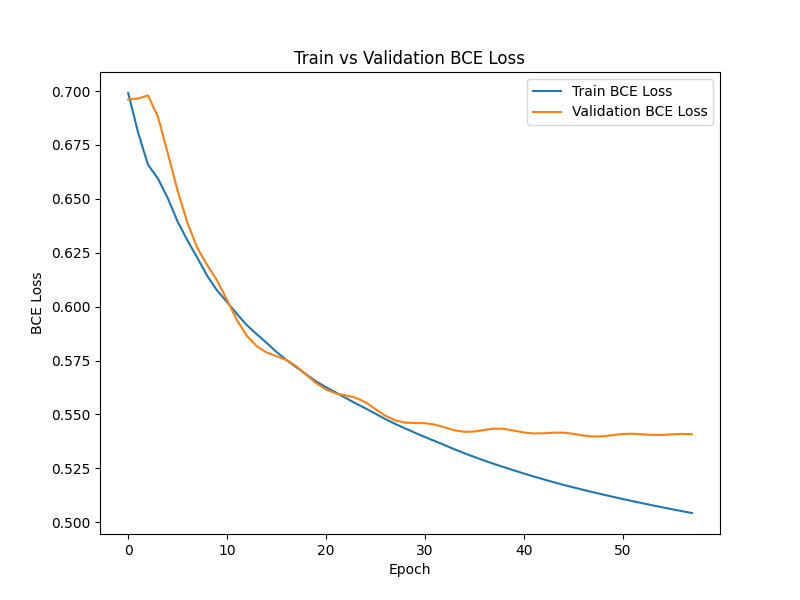 Train vs Validation BCE Loss
Train BCE Loss
Validation BCE Loss
0.700
0.675
0.650
0.625
0.600
0.575
0.550
0.525
0.500
BCE Loss
0 10 20 30 40 50
Epoch